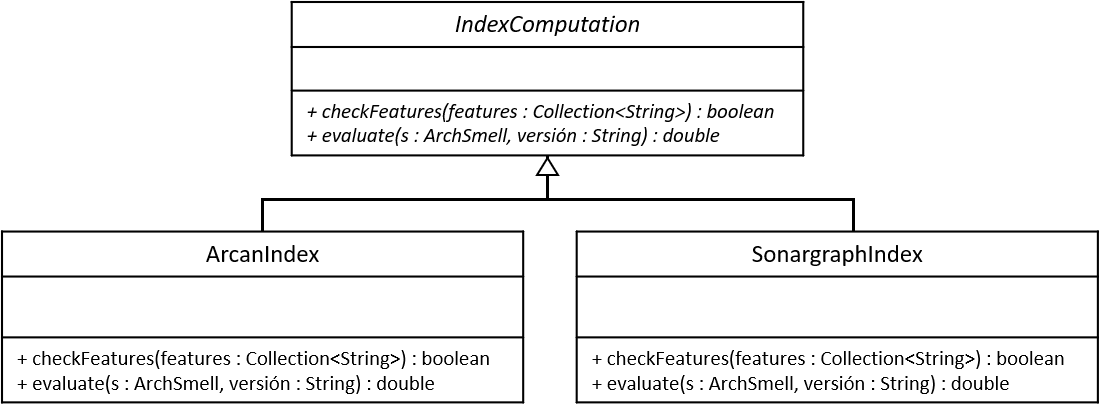 IndexComputation
+ checkFeatures(features : Collection<String>) : boolean
+ evaluate(s : ArchSmell, versión : String) : double
ArcanIndex
+ checkFeatures(features : Collection<String>) : boolean
+ evaluate(s : ArchSmell, versión : String) : double
SonargraphIndex
+ checkFeatures(features : Collection<String>) : boolean
+ evaluate(s : ArchSmell, versión : String) : double